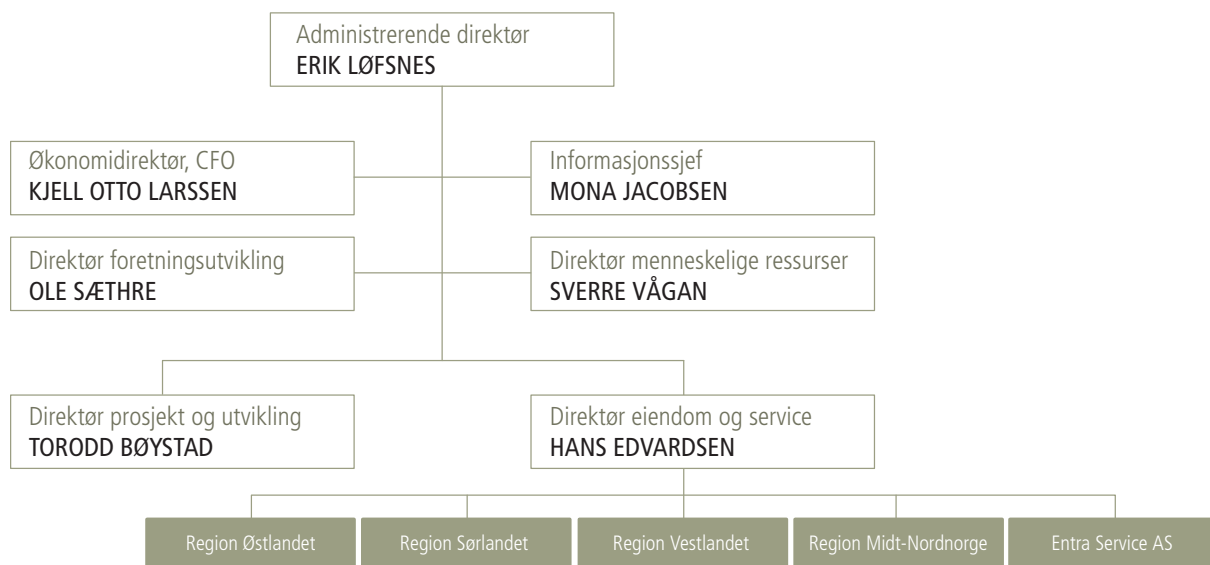 Administrerende direktør
ERIK LØFSNES
Økonomidirektør, CFO
KJELL OTTO LARSSEN
Informasjonssjef
MONA JACOBSEN
Direktør foretningsutvikling
OLE SÆTHRE
Direktør menneskelige ressurser
SVERRE VÅGAN
Direktør prosjekt og utvikling
TORODD BØYSTAD
Direktør eiendom og service
HANS EDVARDSEN
Region Østlandet
Region Sørlandet
Region Vestlandet
Region Midt-Nordnorge
Entra Service AS